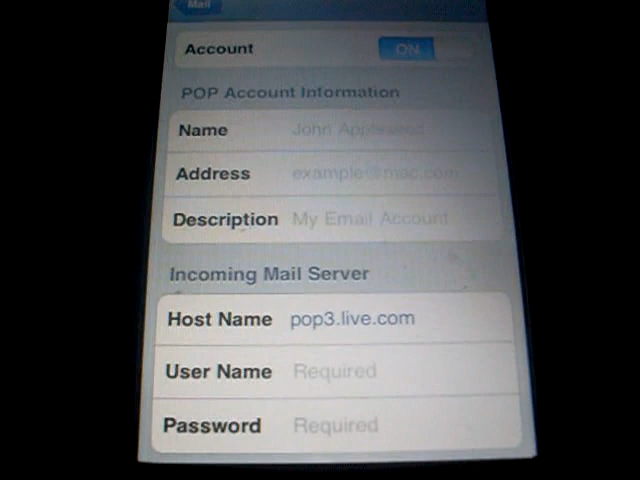 Mail
Account ON
POP Account Information
Name John Appleseed
Address example@mac.com
Description My Email Account
Incoming Mail Server
Host Name pop3.live.com
User Name Required
Password Required